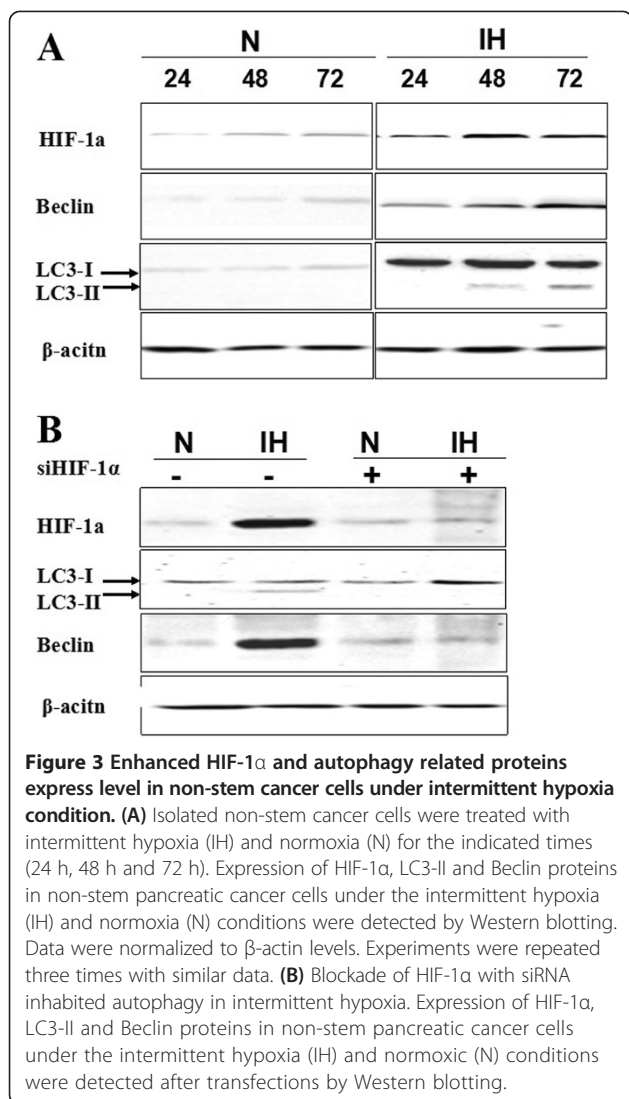 A
N IH
24 48 72 24 48 72
HIF-1a
Beclin
LC3-I
LC3-II
β-acitn
B
N IH N IH
siHIF-1α - - + +
HIF-1a
LC3-I
LC3-II
Beclin
β-acitn
Figure 3 Enhanced HIF-1α and autophagy related proteins
express level in non-stem cancer cells under intermittent hypoxia
condition. (A) Isolated non-stem cancer cells were treated with
intermittent hypoxia (IH) and normoxia (N) for the indicated times
(24 h, 48 h and 72 h). Expression of HIF-1α, LC3-II and Beclin proteins
in non-stem pancreatic cancer cells under the intermittent hypoxia
(IH) and normoxia (N) conditions were detected by Western blotting.
Data were normalized to β-actin levels. Experiments were repeated
three times with similar data. (B) Blockade of HIF-1α with siRNA
inhabited autophagy in intermittent hypoxia. Expression of HIF-1α,
LC3-II and Beclin proteins in non-stem pancreatic cancer cells
under the intermittent hypoxia (IH) and normoxic (N) conditions
were detected after transfections by Western blotting.